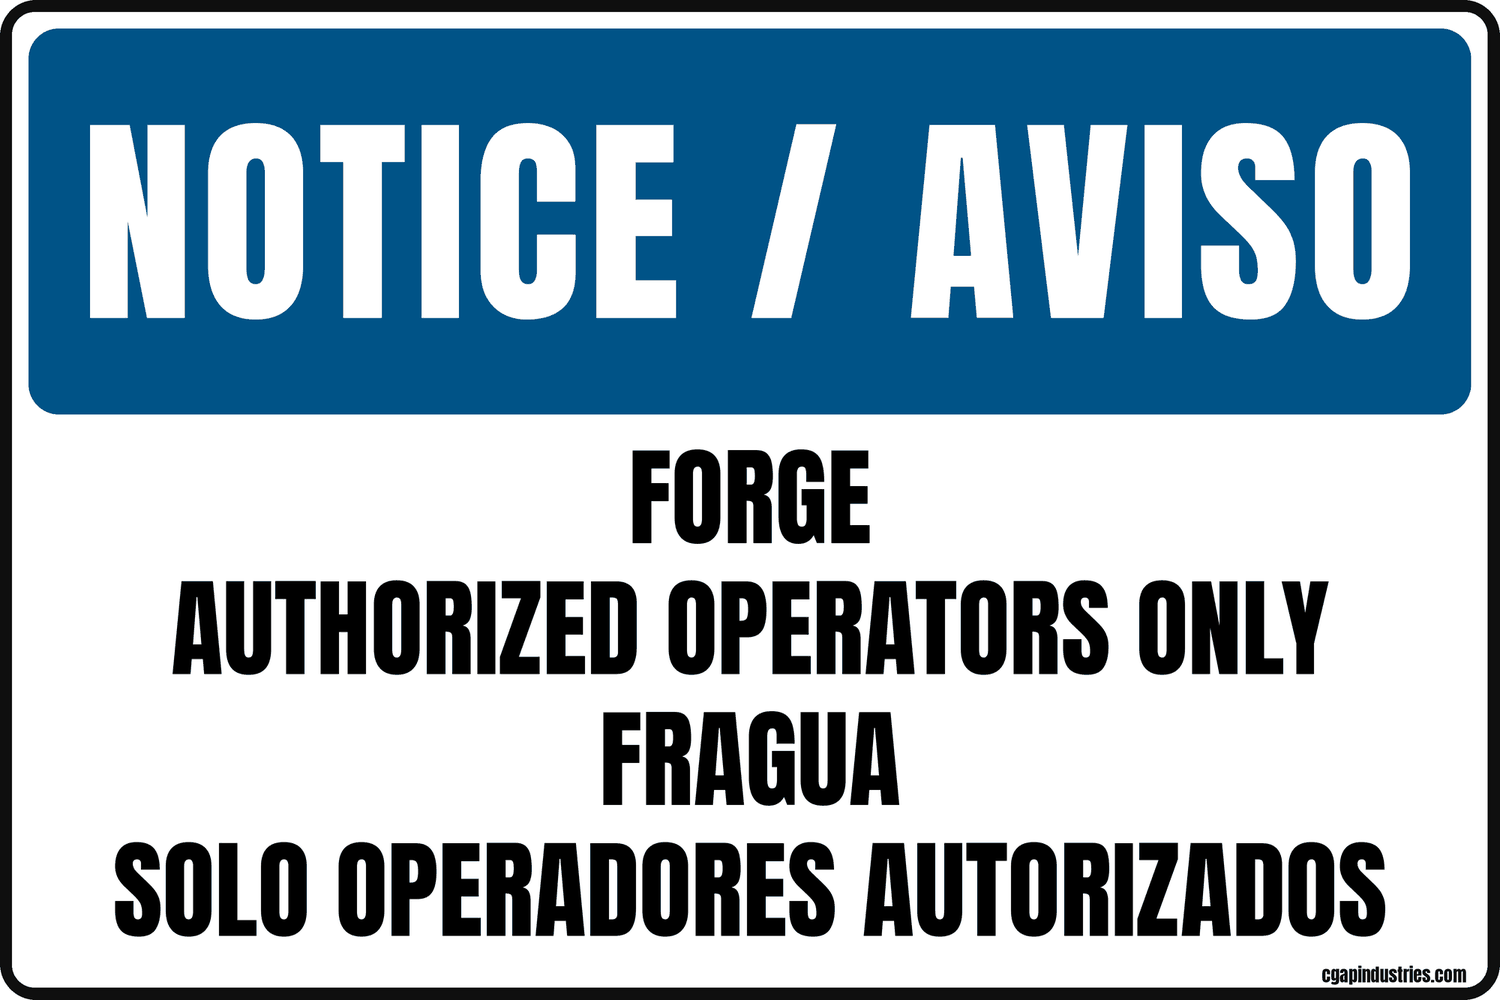 NOTICE / AVISO
FORGE
AUTHORIZED OPERATORS ONLY
FRAGUA
SOLO OPERADORES AUTORIZADOS
cgapindustries.com